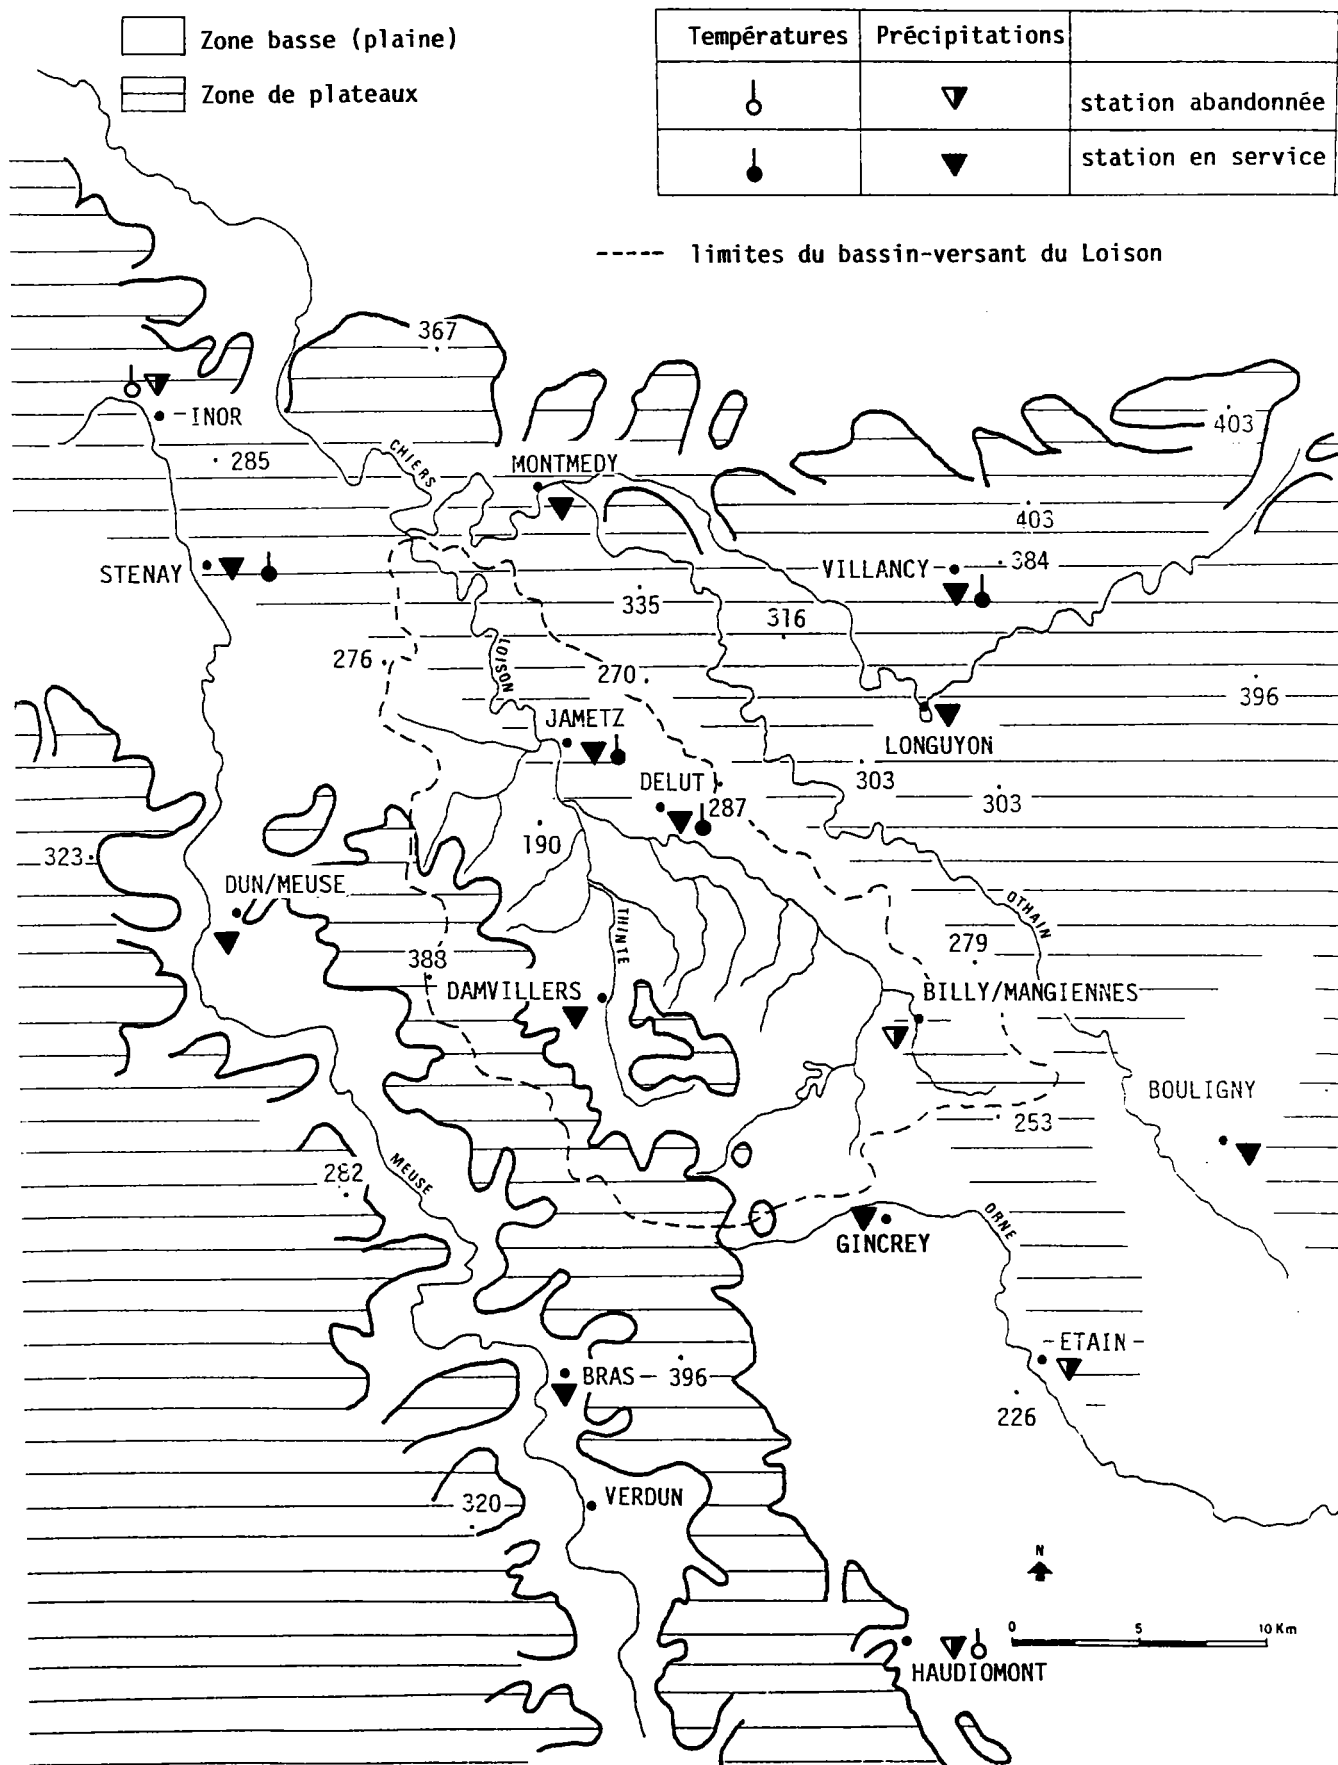 Zone basse (plaine)
Zone de plateaux
Températures Précipitations
station abandonnée
station en service
limites du bassin-versant du Loison
367
403
-INOR
285
CHIERS
MONTMEDY
403
STENAY
VILLANCY-
384
335
316
276
LOISON
270
396
JAMETZ
LONGUYON
DELUT
303
287
303
190
323
DUN/MEUSE
OTHAIN
THINTE
279
388
DAMVILLERS
BILLY/MANGIENNES
BOULIGNY
253
282
MEUSE
ORNE
GINCREY
-ETAIN-
BRAS-
396
226
320
VERDUN
N
0 5 10 Km
HAUDIOMONT